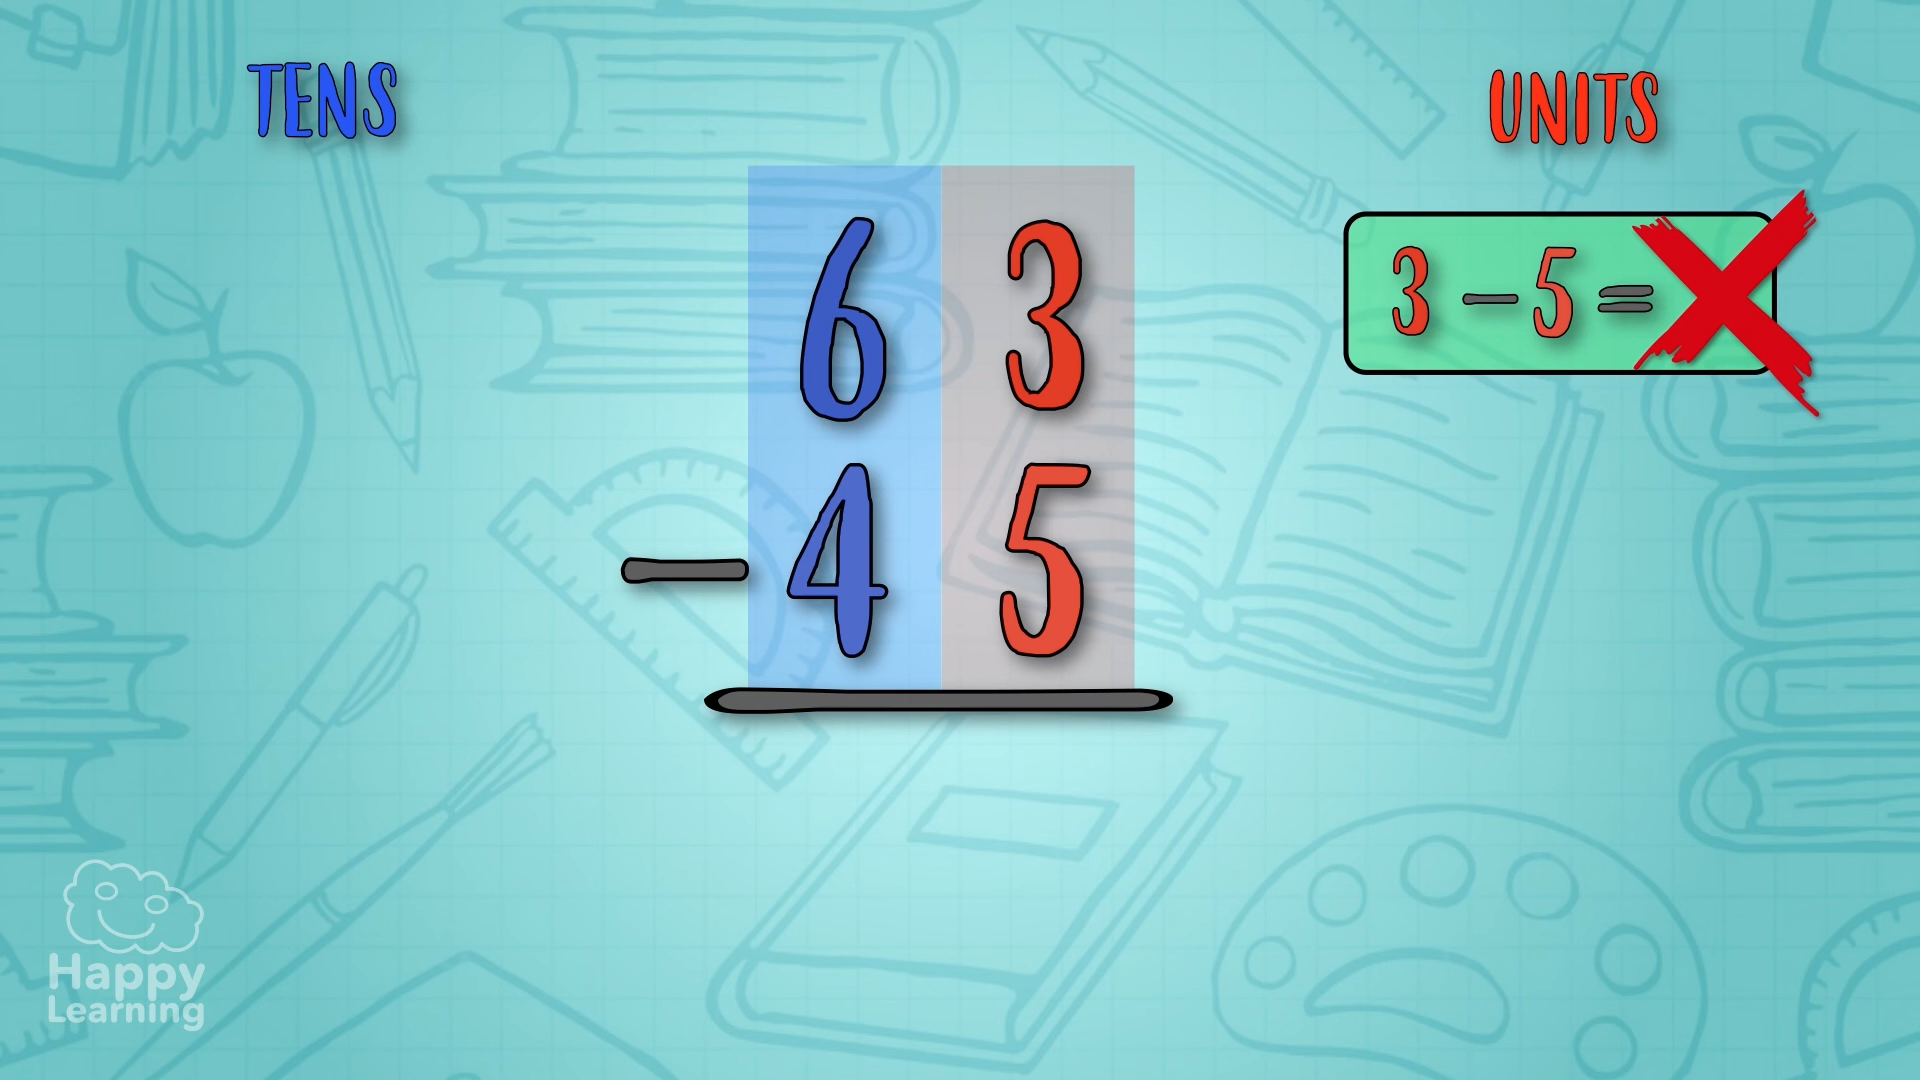 TENS
UNITS
6 3
3 - 5 =
- 4 5
Happy
Learning